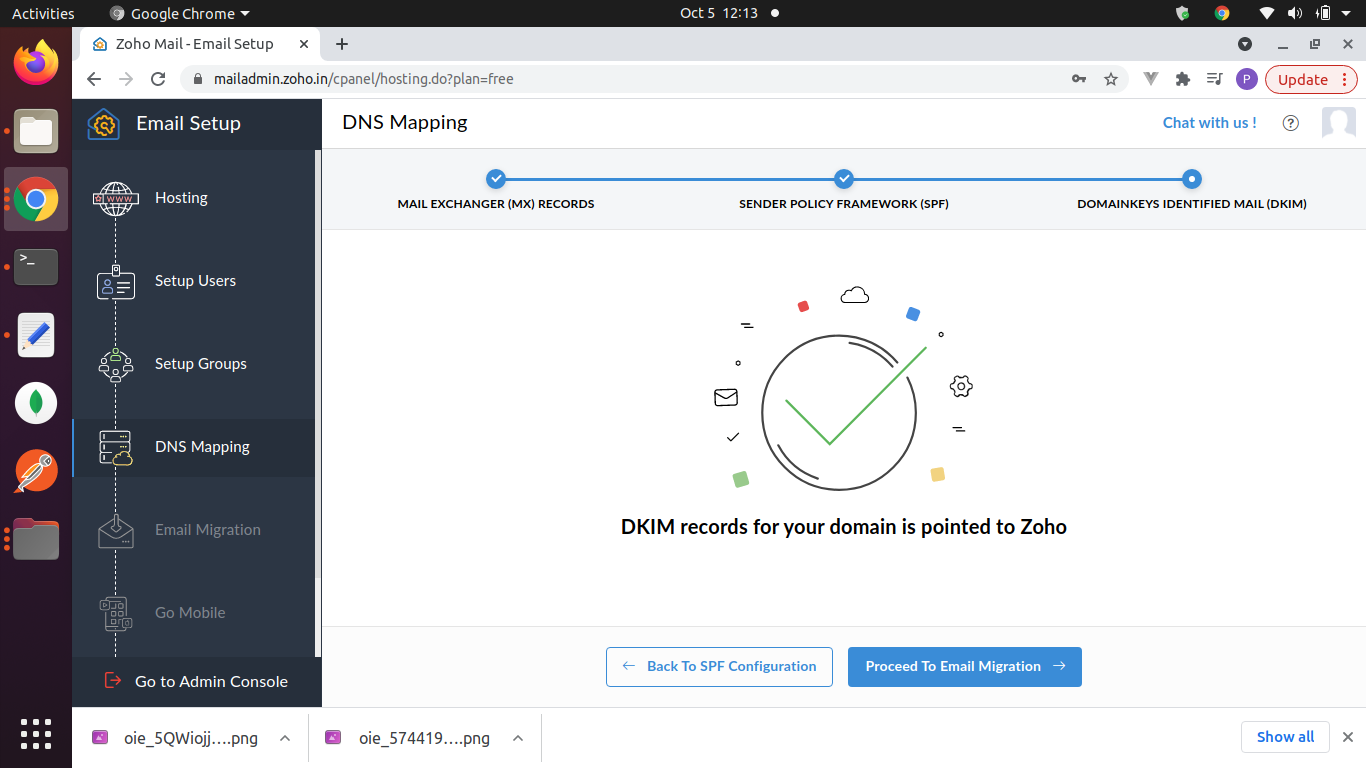 Activities
Google Chrome
Oct 5 12:13
Zoho Mail - Email Setup
mailadmin.zoho.in/cpanel/hosting.do?plan=free
P
Update
Email Setup
DNS Mapping
Chat with us !
?
WWW
Hosting
Setup Users
Setup Groups
DNS Mapping
Email Migration
Go Mobile
Go to Admin Console
MAIL EXCHANGER (MX) RECORDS
SENDER POLICY FRAMEWORK (SPF)
DOMAINKEYS IDENTIFIED MAIL (DKIM)
DKIM records for your domain is pointed to Zoho
Back To SPF Configuration
Proceed To Email Migration
oie_5QWiojj....png
oie_574419....png
Show all